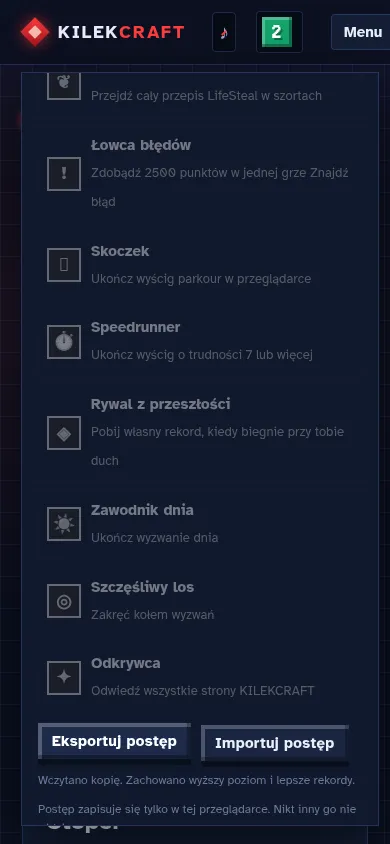 KILEKCRAFT
2
Menu
Przejdź cały przepis LifeSteal w szortach
Łowca błędów
!
Zdobądź 2500 punktów w jednej grze Znajdź
błąd
Skoczek
Ukończ wyścig parkour w przeglądarce
Speedrunner
Ukończ wyścig o trudności 7 lub więcej
Rywal z przeszłości
Pobij własny rekord, kiedy biegnie przy tobie
duch
Zawodnik dnia
Ukończ wyzwanie dnia
Szczęśliwy los
Zakręć kołem wyzwań
Odkrywca
Odwiedź wszystkie strony KILEKCRAFT
Eksportuj postęp
Importuj postęp
Wczytano kopię. Zachowano wyższy poziom i lepsze rekordy.
Postęp zapisuje się tylko w tej przeglądarce. Nikt inny go nie